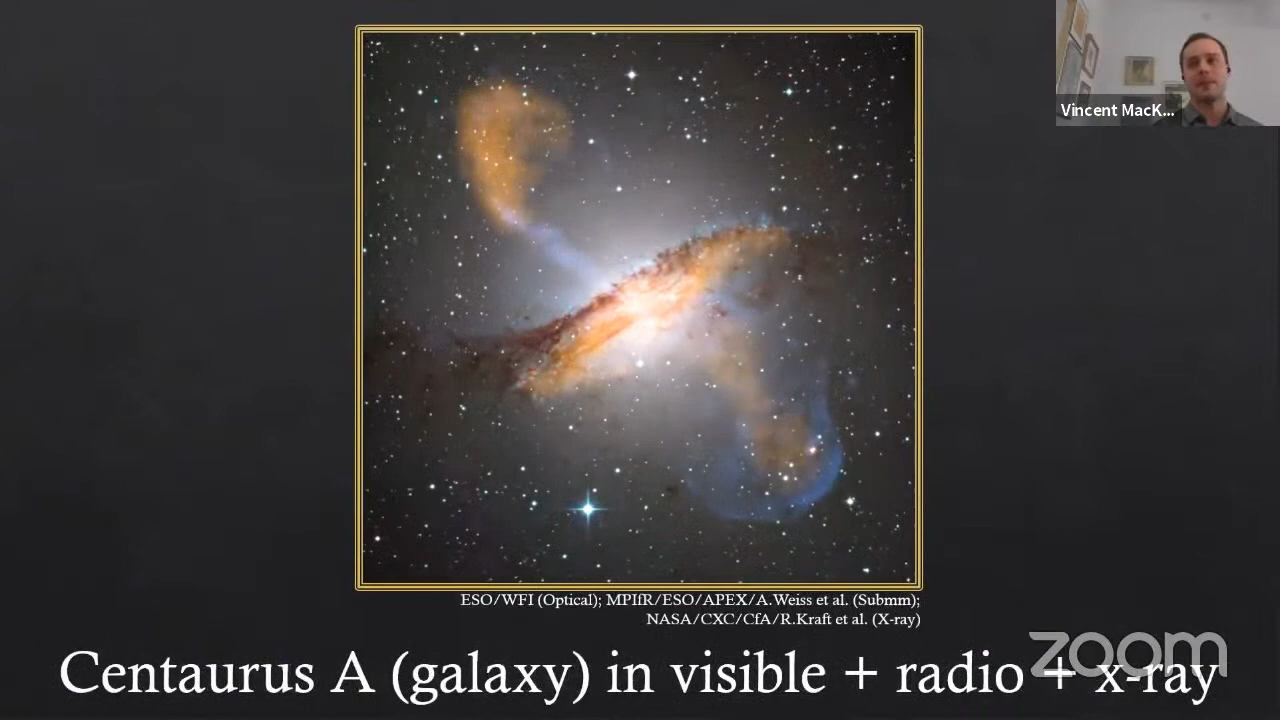 Vincent MacK...
ESO/WFI (Optical); MPIfR/ESO/APEX/A.Weiss et al. (Submm);
NASA/CXC/CfA/R.Kraft et al. (X-ray)
zoom
Centaurus A (galaxy) in visible + radio + x-ray